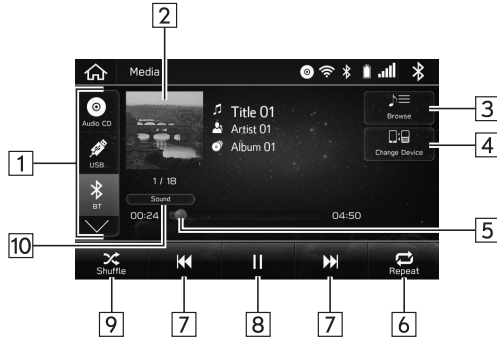 2
Media
Audio CD
USB
BT
Title 01
Artist 01
Album 01
Browse
Change Device
3
4
1
1 / 18
Sound
00:24
04:50
5
10
Shuffle
Repeat
9
7
8
7
6